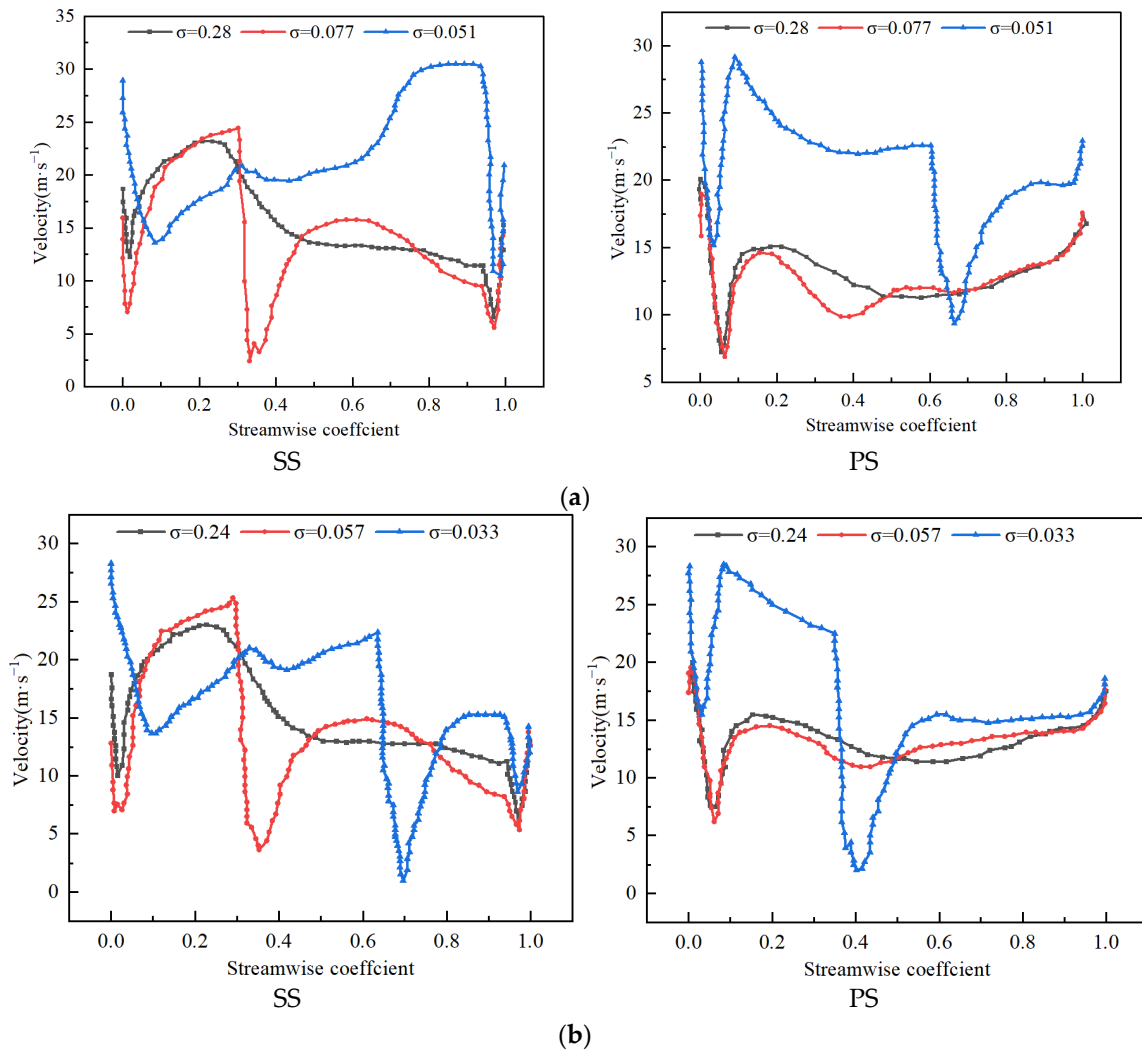 σ=0.28 σ=0.077 σ=0.051
Velocity(m·s⁻¹)
35
30
25
20
15
10
5
0
0.0 0.2 0.4 0.6 0.8 1.0
Streamwise coeffcient
SS
σ=0.28 σ=0.077 σ=0.051
Velocity(m·s⁻¹)
30
25
20
15
10
5
0.0 0.2 0.4 0.6 0.8 1.0
Streamwise coeffcient
PS
(a)
σ=0.24 σ=0.057 σ=0.033
Velocity(m·s⁻¹)
30
25
20
15
10
5
0
0.0 0.2 0.4 0.6 0.8 1.0
Streamwise coeffcient
SS
σ=0.24 σ=0.057 σ=0.033
Velocity(m·s⁻¹)
30
25
20
15
10
5
0
0.0 0.2 0.4 0.6 0.8 1.0
Streamwise coeffcient
PS
(b)